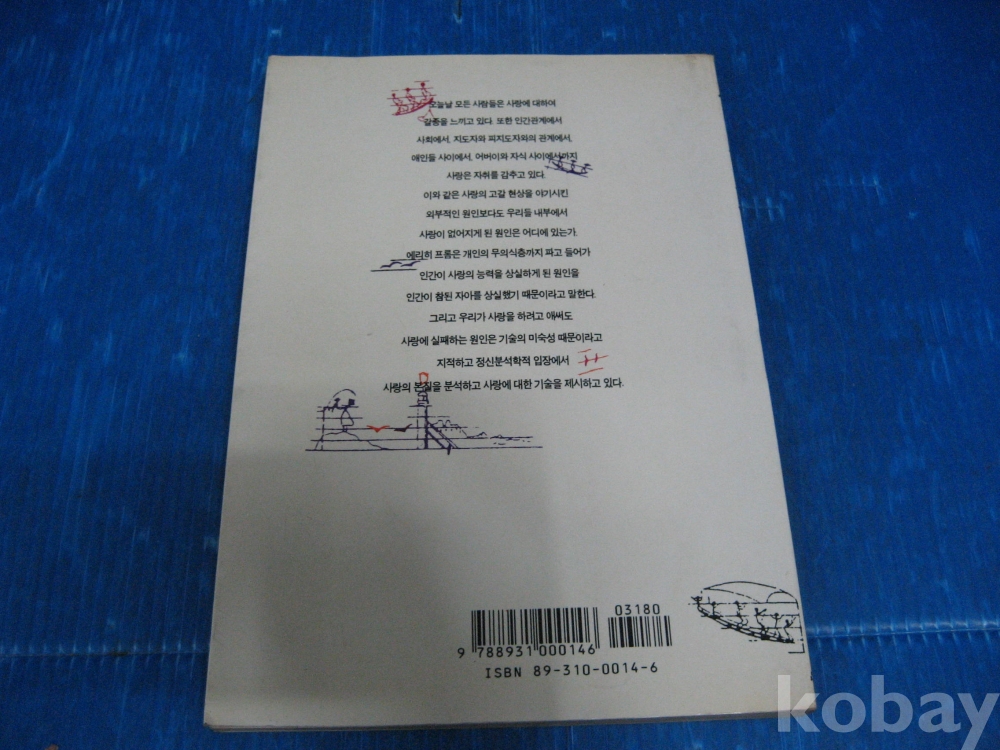 오늘날 모든 사람들은 사랑에 대하여
갈증을 느끼고 있다. 또한 인간관계에서
사회에서, 지도자와 피지도자와의 관계에서,
애인들 사이에서, 어버이와 자식 사이에서까지
사랑은 자취를 감추고 있다.
이와 같은 사랑의 고갈 현상을 야기시킨
외부적인 원인보다도 우리들 내부에서
사랑이 없어지게 된 원인은 어디에 있는가.
에리히 프롬은 개인의 무의식층까지 파고 들어가
인간이 사랑의 능력을 상실하게 된 원인을
인간이 참된 자아를 상실했기 때문이라고 말한다.
그리고 우리가 사랑을 하려고 애써도
사랑에 실패하는 원인은 기술의 미숙성 때문이라고
지적하고 정신분석학적 입장에서
사랑의 본질을 분석하고 사랑에 대한 기술을 제시하고 있다.
03180
9 788931 000146
ISBN 89-310-0014-6
kobay